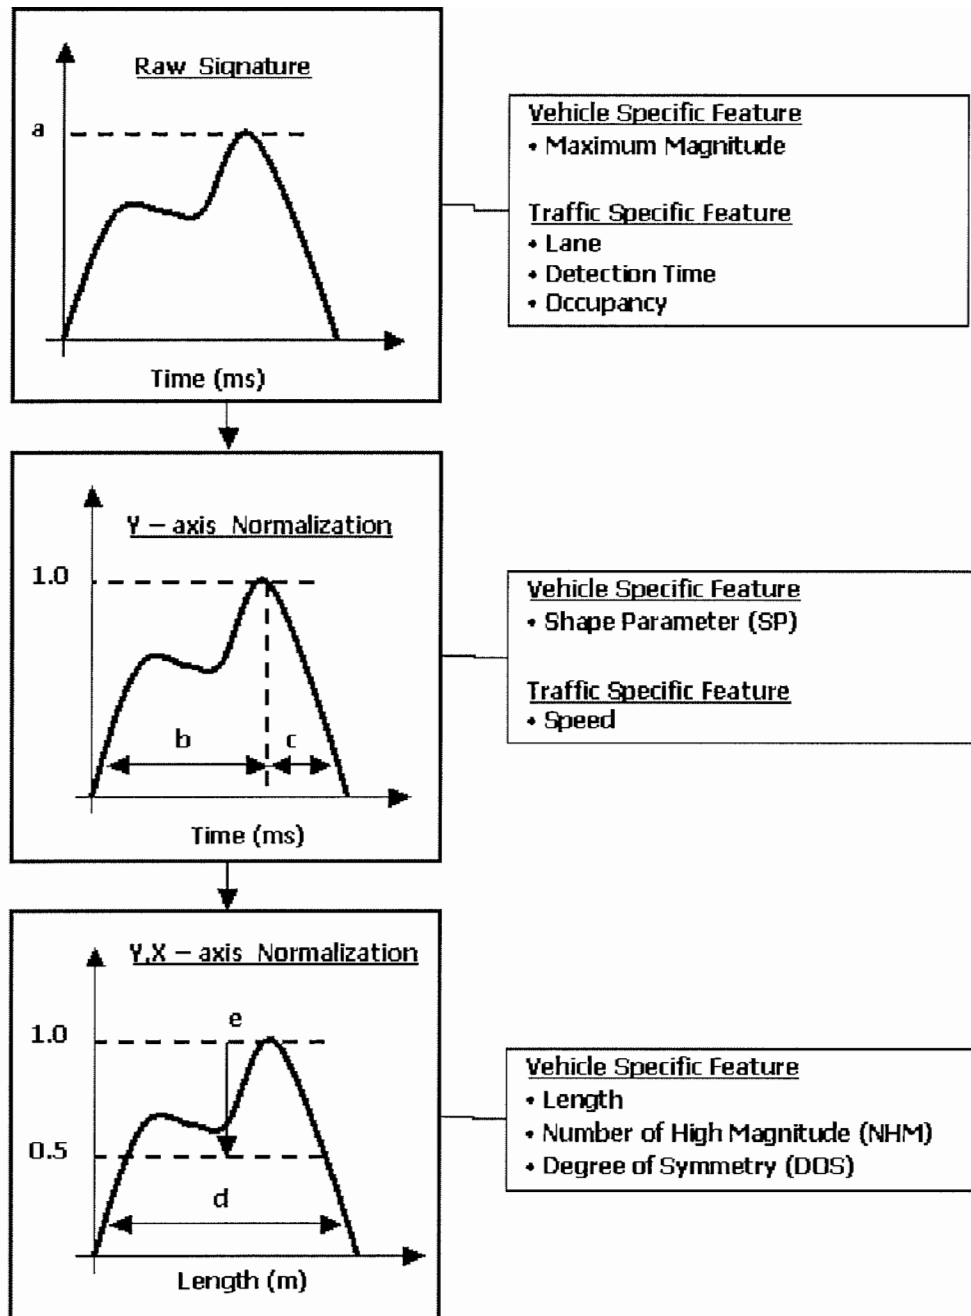 Raw Signature
a
Time (ms)
Vehicle Specific Feature
• Maximum Magnitude
Traffic Specific Feature
• Lane
• Detection Time
• Occupancy
Y – axis Normalization
1.0
b
c
Time (ms)
Vehicle Specific Feature
• Shape Parameter (SP)
Traffic Specific Feature
• Speed
Y,X – axis Normalization
1.0
e
0.5
d
Length (m)
Vehicle Specific Feature
• Length
• Number of High Magnitude (NHM)
• Degree of Symmetry (DOS)